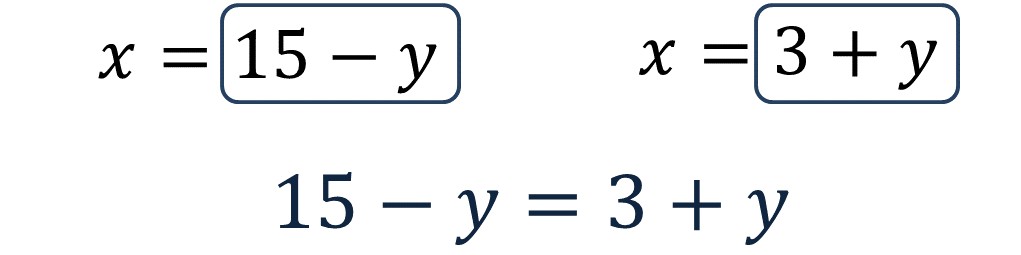 x = 15 − y
x = 3 + y
15 − y = 3 + y